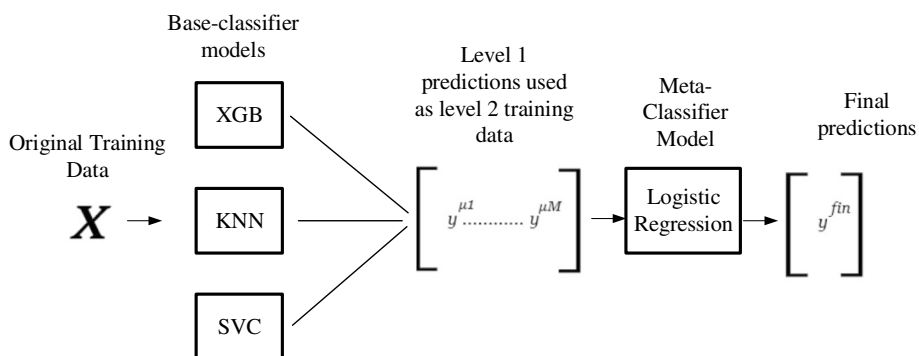 Base-classifier
models
XGB
KNN
SVC
Original Training
Data
X
Level 1
predictions used
as level 2 training
data
y^μ1 ............ y^μM
Meta-
Classifier
Model
Logistic
Regression
Final
predictions
y^fin